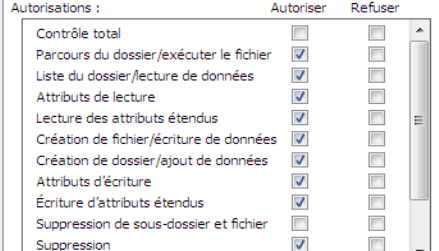 Autorisations : Autoriser Refuser
Contrôle total
Parcours du dossier/exécuter le fichier
Liste du dossier/lecture de données
Attributs de lecture
Lecture des attributs étendus
Création de fichier/écriture de données
Création de dossier/ajout de données
Attributs d'écriture
Écriture d'attributs étendus
Suppression de sous-dossier et fichier
Suppression